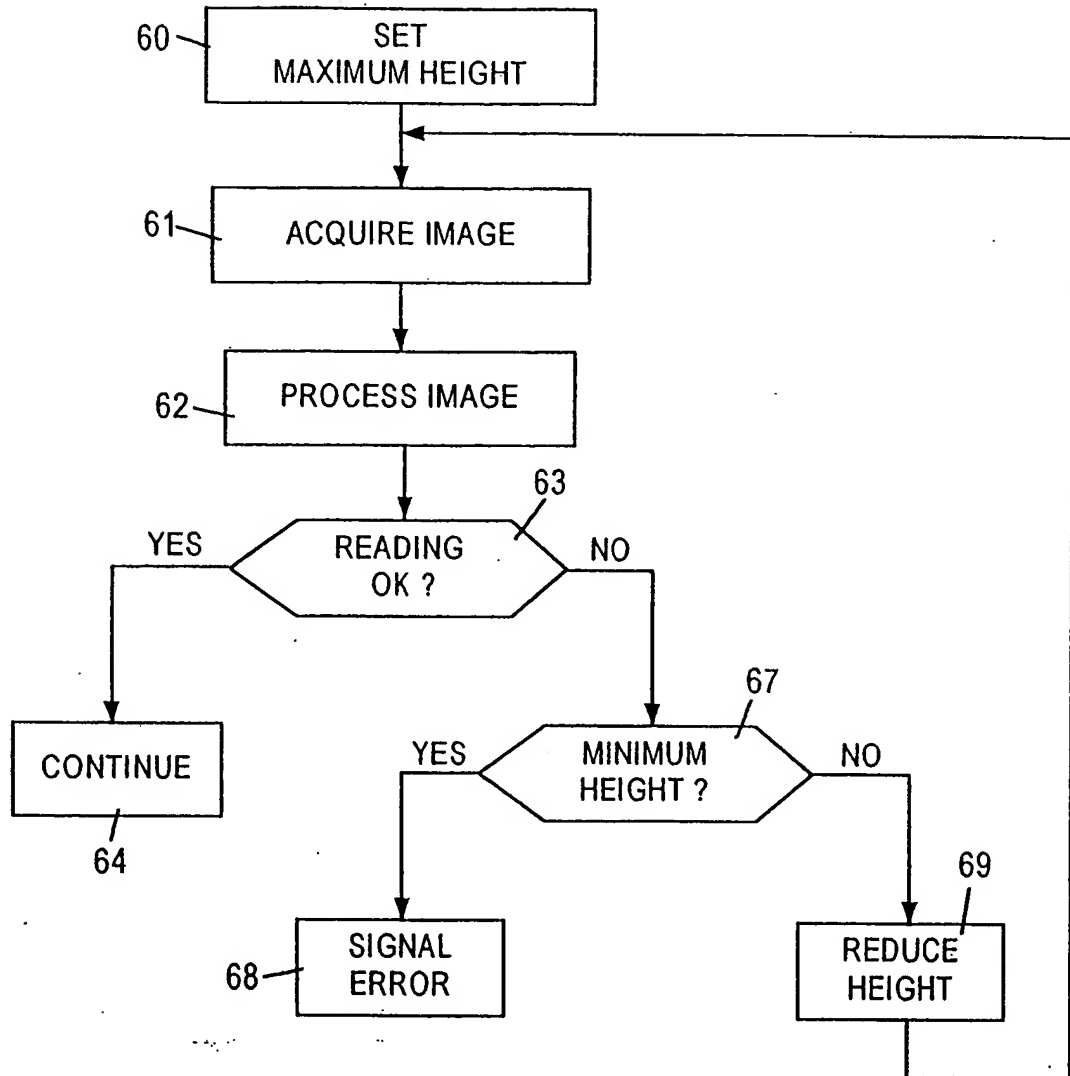 60
SET
MAXIMUM HEIGHT
61
ACQUIRE IMAGE
62
PROCESS IMAGE
63
YES
READING
OK ?
NO
67
CONTINUE
YES
MINIMUM
HEIGHT ?
NO
64
69
68
SIGNAL
ERROR
REDUCE
HEIGHT